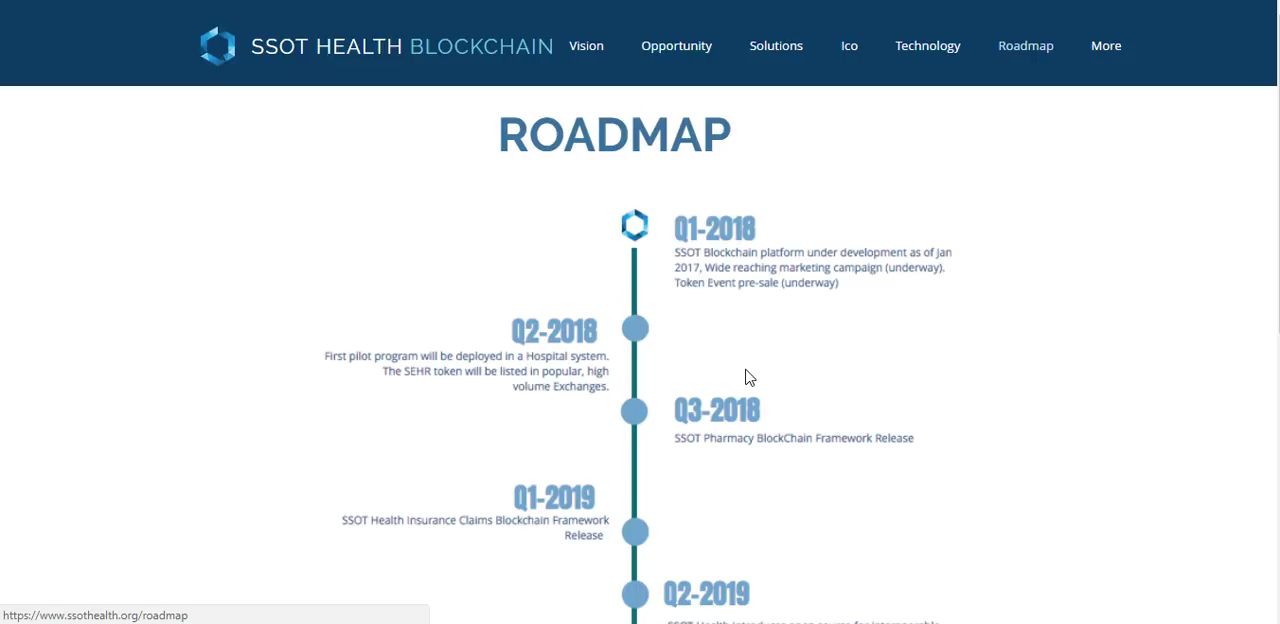 SSOT HEALTH BLOCKCHAIN Vision Opportunity Solutions Ico Technology Roadmap More
ROADMAP
Q1-2018
SSOT Blockchain platform under development as of Jan
2017, Wide reaching marketing campaign (underway).
Token Event pre-sale (underway)
Q2-2018
First pilot program will be deployed in a Hospital system.
The SEHR token will be listed in popular, high
volume Exchanges.
Q3-2018
SSOT Pharmacy BlockChain Framework Release
Q1-2019
SSOT Health Insurance Claims Blockchain Framework
Release
Q2-2019
https://www.ssothealth.org/roadmap